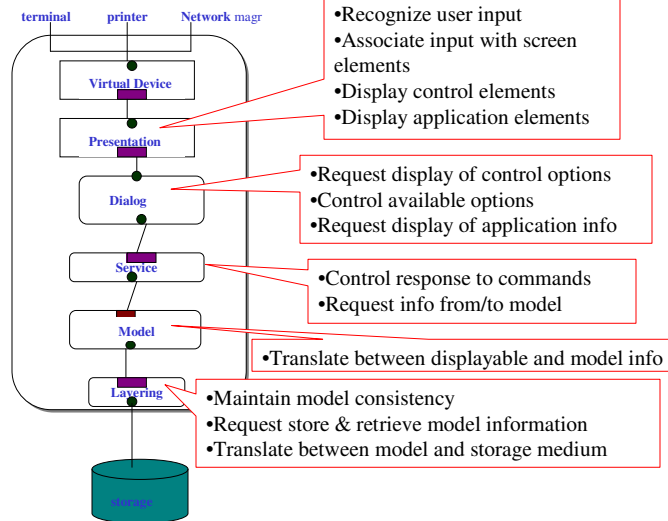 terminal printer Network magr
Virtual Device
Presentation
Dialog
Service
Model
Layering
storage
•Recognize user input
•Associate input with screen
elements
•Display control elements
•Display application elements
•Request display of control options
•Control available options
•Request display of application info
•Control response to commands
•Request info from/to model
•Translate between displayable and model info
•Maintain model consistency
•Request store & retrieve model information
•Translate between model and storage medium